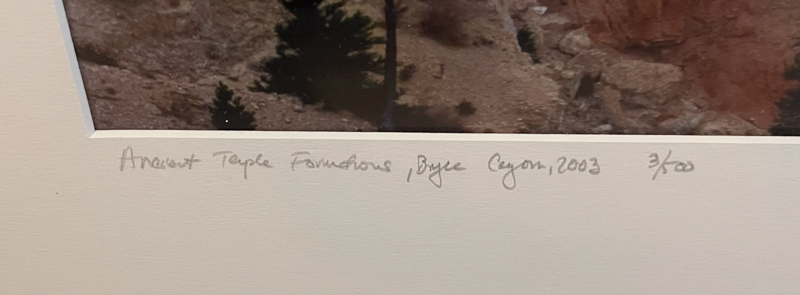 Ancient Temple Formations, Bryce Canyon, 2003 3/500